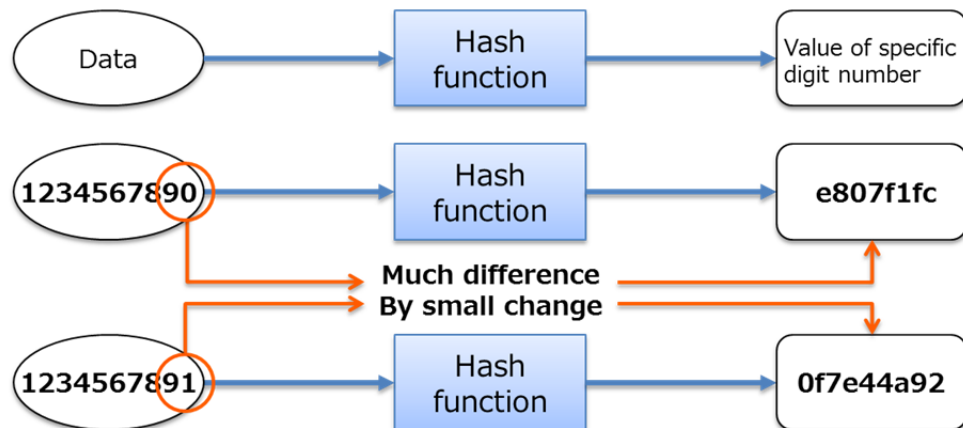 Data
Hash
function
Value of specific
digit number
1234567890
Hash
function
e807f1fc
Much difference
By small change
1234567891
Hash
function
0f7e44a92